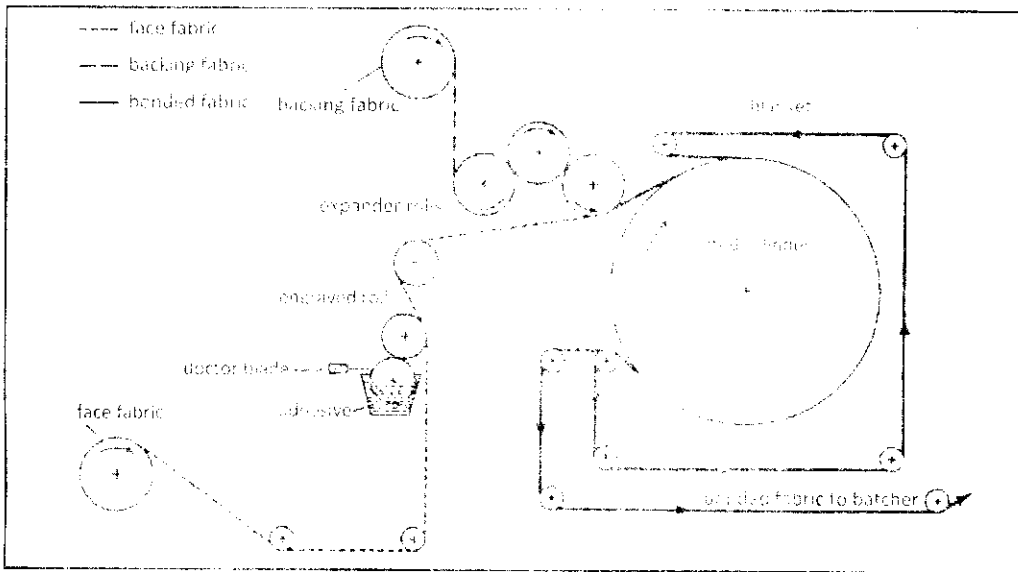 face fabric
backing fabric
bonded fabric
backing fabric
blanket
expander rolls
engraved roll
doctor blade
adhesive
face fabric
bonded fabric to batcher